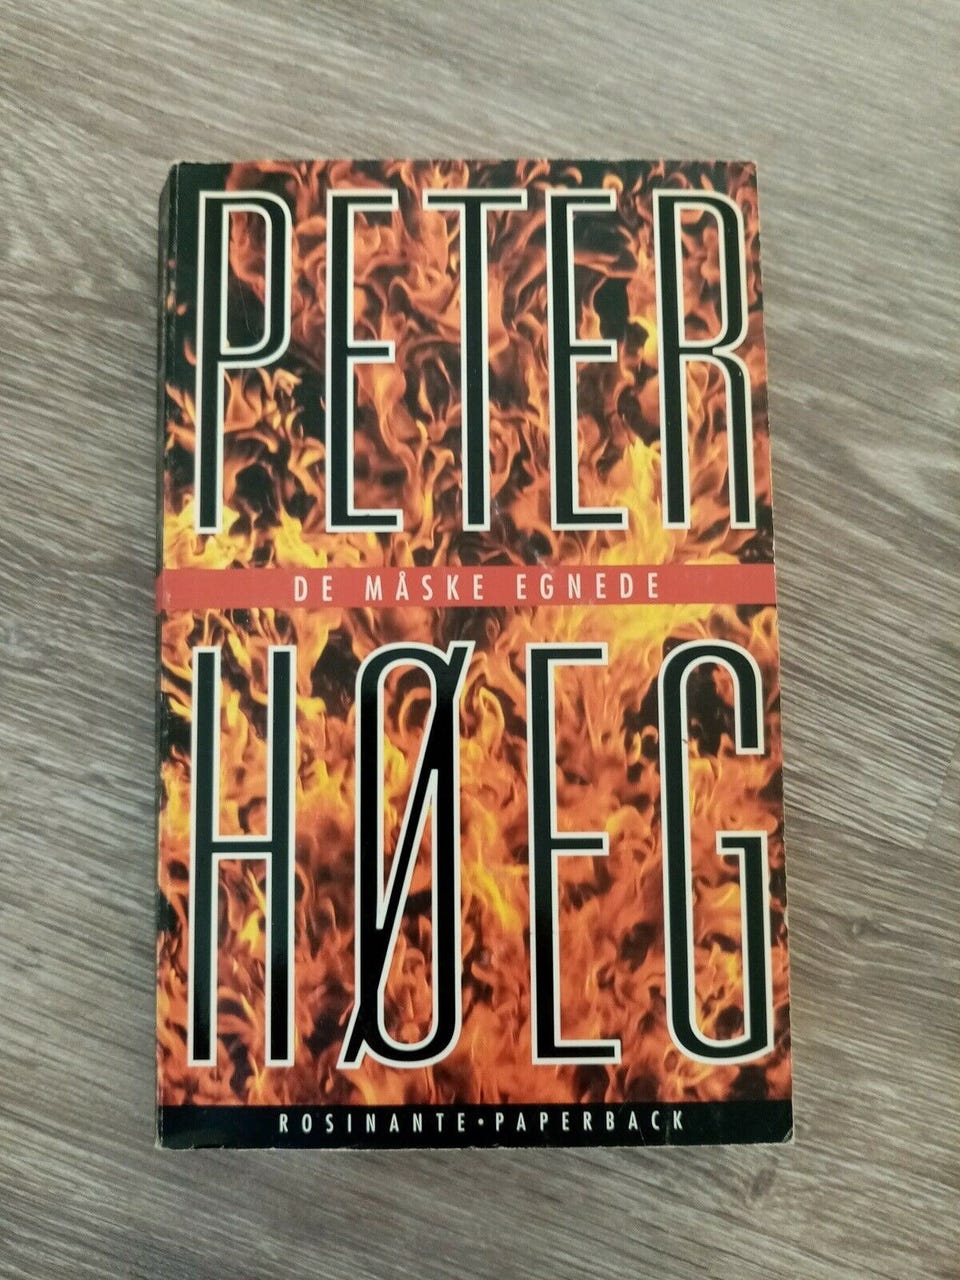 PETER
DE MÅSKE EGNEDE
HØEG
ROSINANTE • PAPERBACK